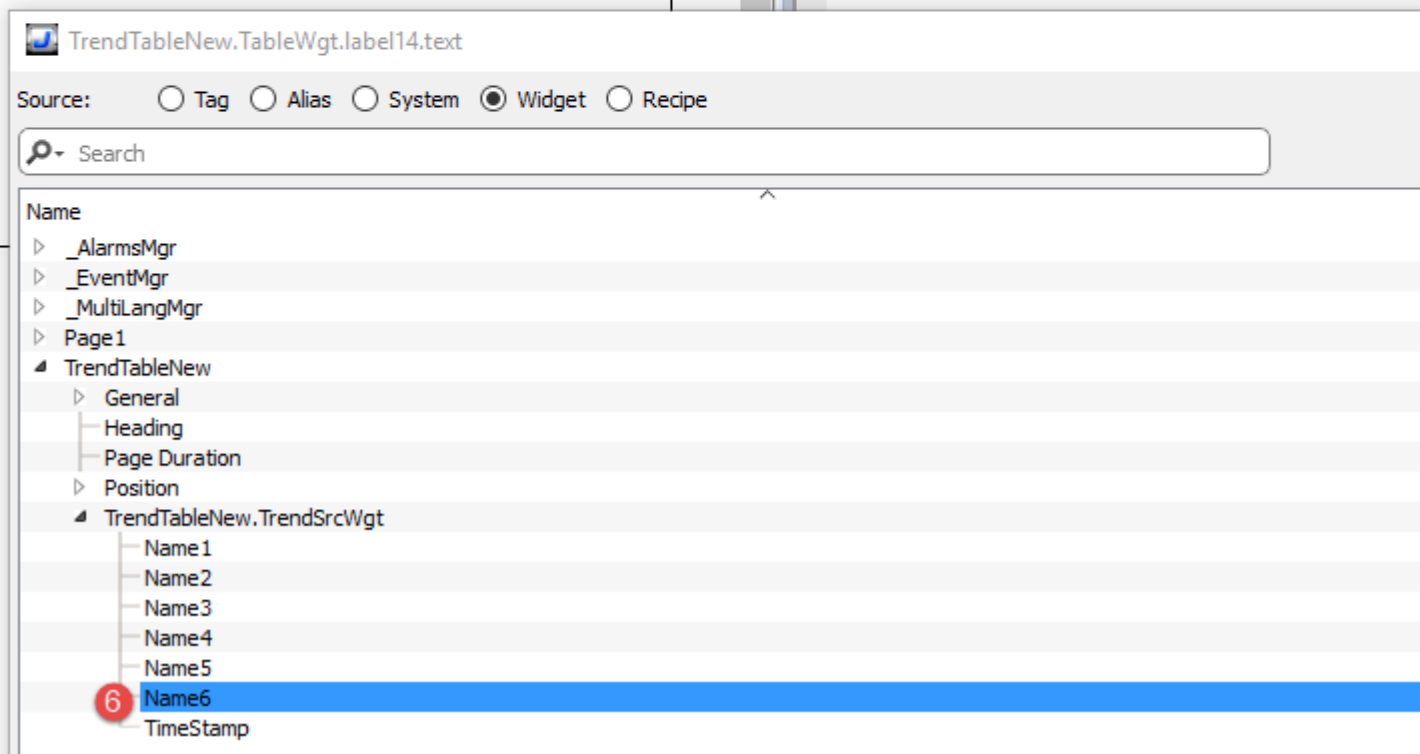 TrendTableNew.TableWgt.label14.text
Source: Tag Alias System Widget Recipe
Search
Name
_AlarmsMgr
_EventMgr
_MultiLangMgr
Page1
TrendTableNew
General
Heading
Page Duration
Position
TrendTableNew.TrendSrcWgt
Name1
Name2
Name3
Name4
Name5
6 Name6
TimeStamp